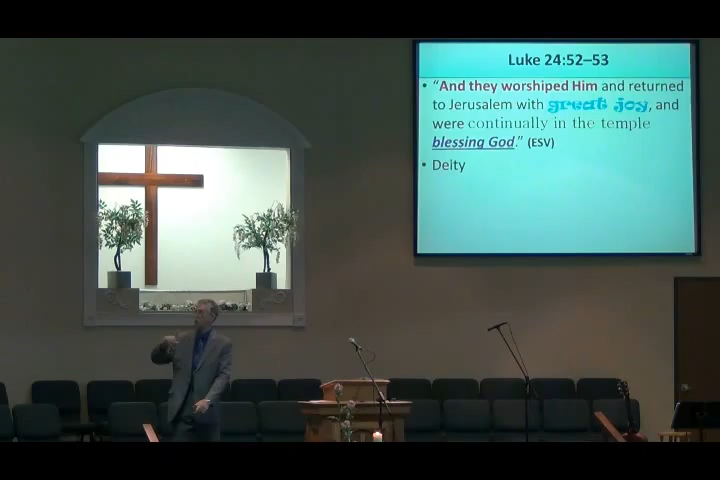 Luke 24:52–53
• “And they worshiped Him and returned
to Jerusalem with great joy, and
were continually in the temple
blessing God.” (ESV)
• Deity